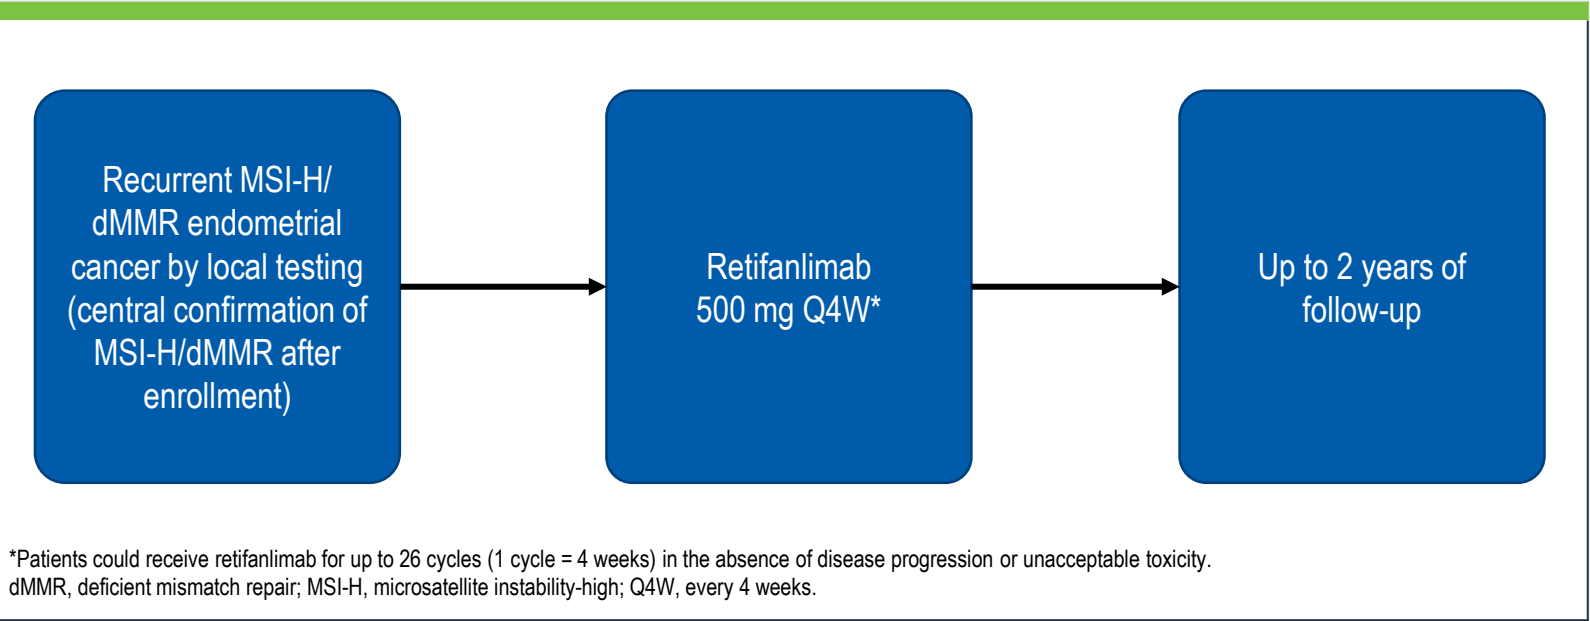 Recurrent MSI-H/
dMMR endometrial
cancer by local testing
(central confirmation of
MSI-H/dMMR after
enrollment)
Retifanlimab
500 mg Q4W*
Up to 2 years of
follow-up
*Patients could receive retifanlimab for up to 26 cycles (1 cycle = 4 weeks) in the absence of disease progression or unacceptable toxicity.
dMMR, deficient mismatch repair; MSI-H, microsatellite instability-high; Q4W, every 4 weeks.